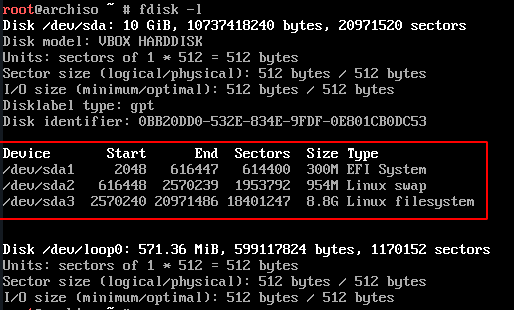 root@archiso ~ # fdisk -l
Disk /dev/sda: 10 GiB, 10737418240 bytes, 20971520 sectors
Disk model: VBOX HARDDISK
Units: sectors of 1 * 512 = 512 bytes
Sector size (logical/physical): 512 bytes / 512 bytes
I/O size (minimum/optimum): 512 bytes / 512 bytes
Disklabel type: gpt
Disk identifier: 0BB20DD0-532E-834E-9FDF-0E801CB0DC53
Device Start End Sectors Size Type
/dev/sda1 2048 616447 614400 300M EFI System
/dev/sda2 616448 2570239 1953792 954M Linux swap
/dev/sda3 2570240 20971486 18401247 8.8G Linux filesystem
Disk /dev/loop0: 571.36 MiB, 599117824 bytes, 1170152 sectors
Units: sectors of 1 * 512 = 512 bytes
Sector size (logical/physical): 512 bytes / 512 bytes
I/O size (minimum/optimum): 512 bytes / 512 bytes
root@archiso ~ #